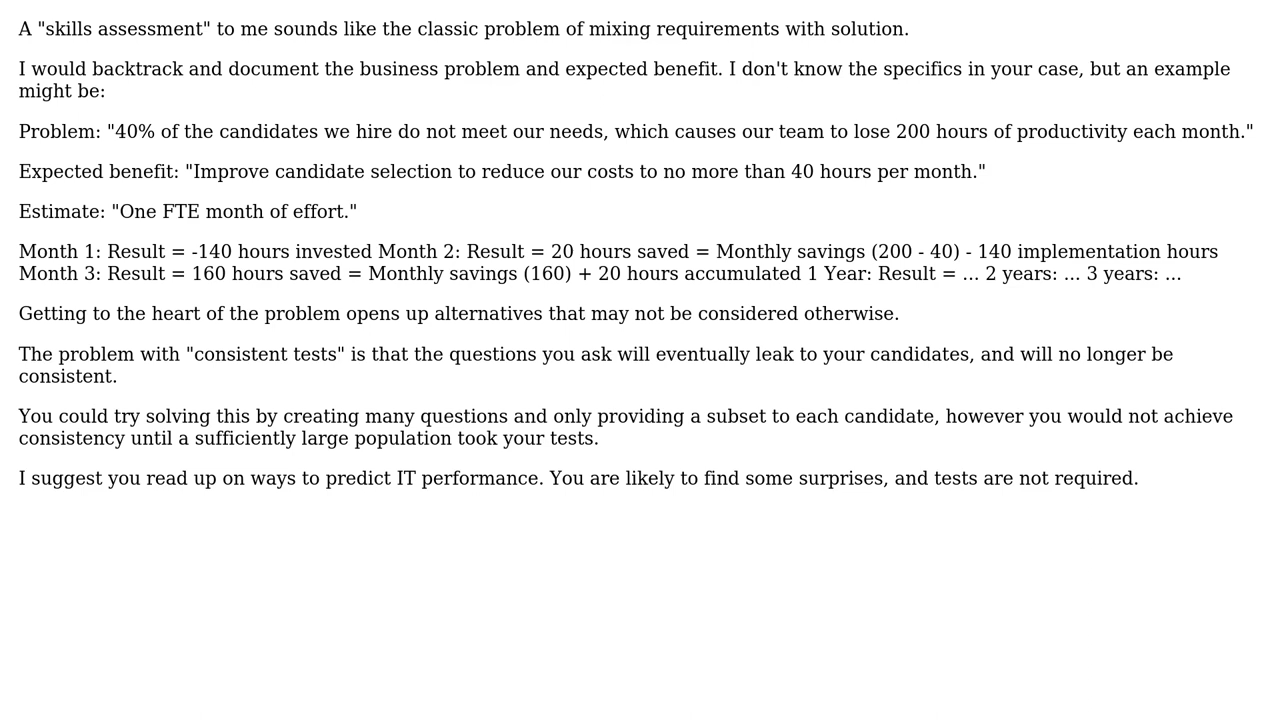 A "skills assessment" to me sounds like the classic problem of mixing requirements with solution.
I would backtrack and document the business problem and expected benefit. I don't know the specifics in your case, but an example
might be:
Problem: "40% of the candidates we hire do not meet our needs, which causes our team to lose 200 hours of productivity each month."
Expected benefit: "Improve candidate selection to reduce our costs to no more than 40 hours per month."
Estimate: "One FTE month of effort."
Month 1: Result = -140 hours invested Month 2: Result = 20 hours saved = Monthly savings (200 - 40) - 140 implementation hours
Month 3: Result = 160 hours saved = Monthly savings (160) + 20 hours accumulated 1 Year: Result = ... 2 years: ... 3 years: ...
Getting to the heart of the problem opens up alternatives that may not be considered otherwise.
The problem with "consistent tests" is that the questions you ask will eventually leak to your candidates, and will no longer be
consistent.
You could try solving this by creating many questions and only providing a subset to each candidate, however you would not achieve
consistency until a sufficiently large population took your tests.
I suggest you read up on ways to predict IT performance. You are likely to find some surprises, and tests are not required.